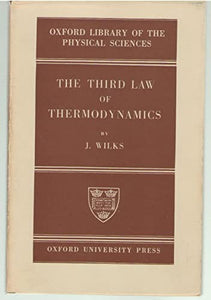 OXFORD LIBRARY OF THE
PHYSICAL SCIENCES
THE THIRD LAW
OF
THERMODYNAMICS
BY
J. WILKS
OXFORD UNIVERSITY PRESS